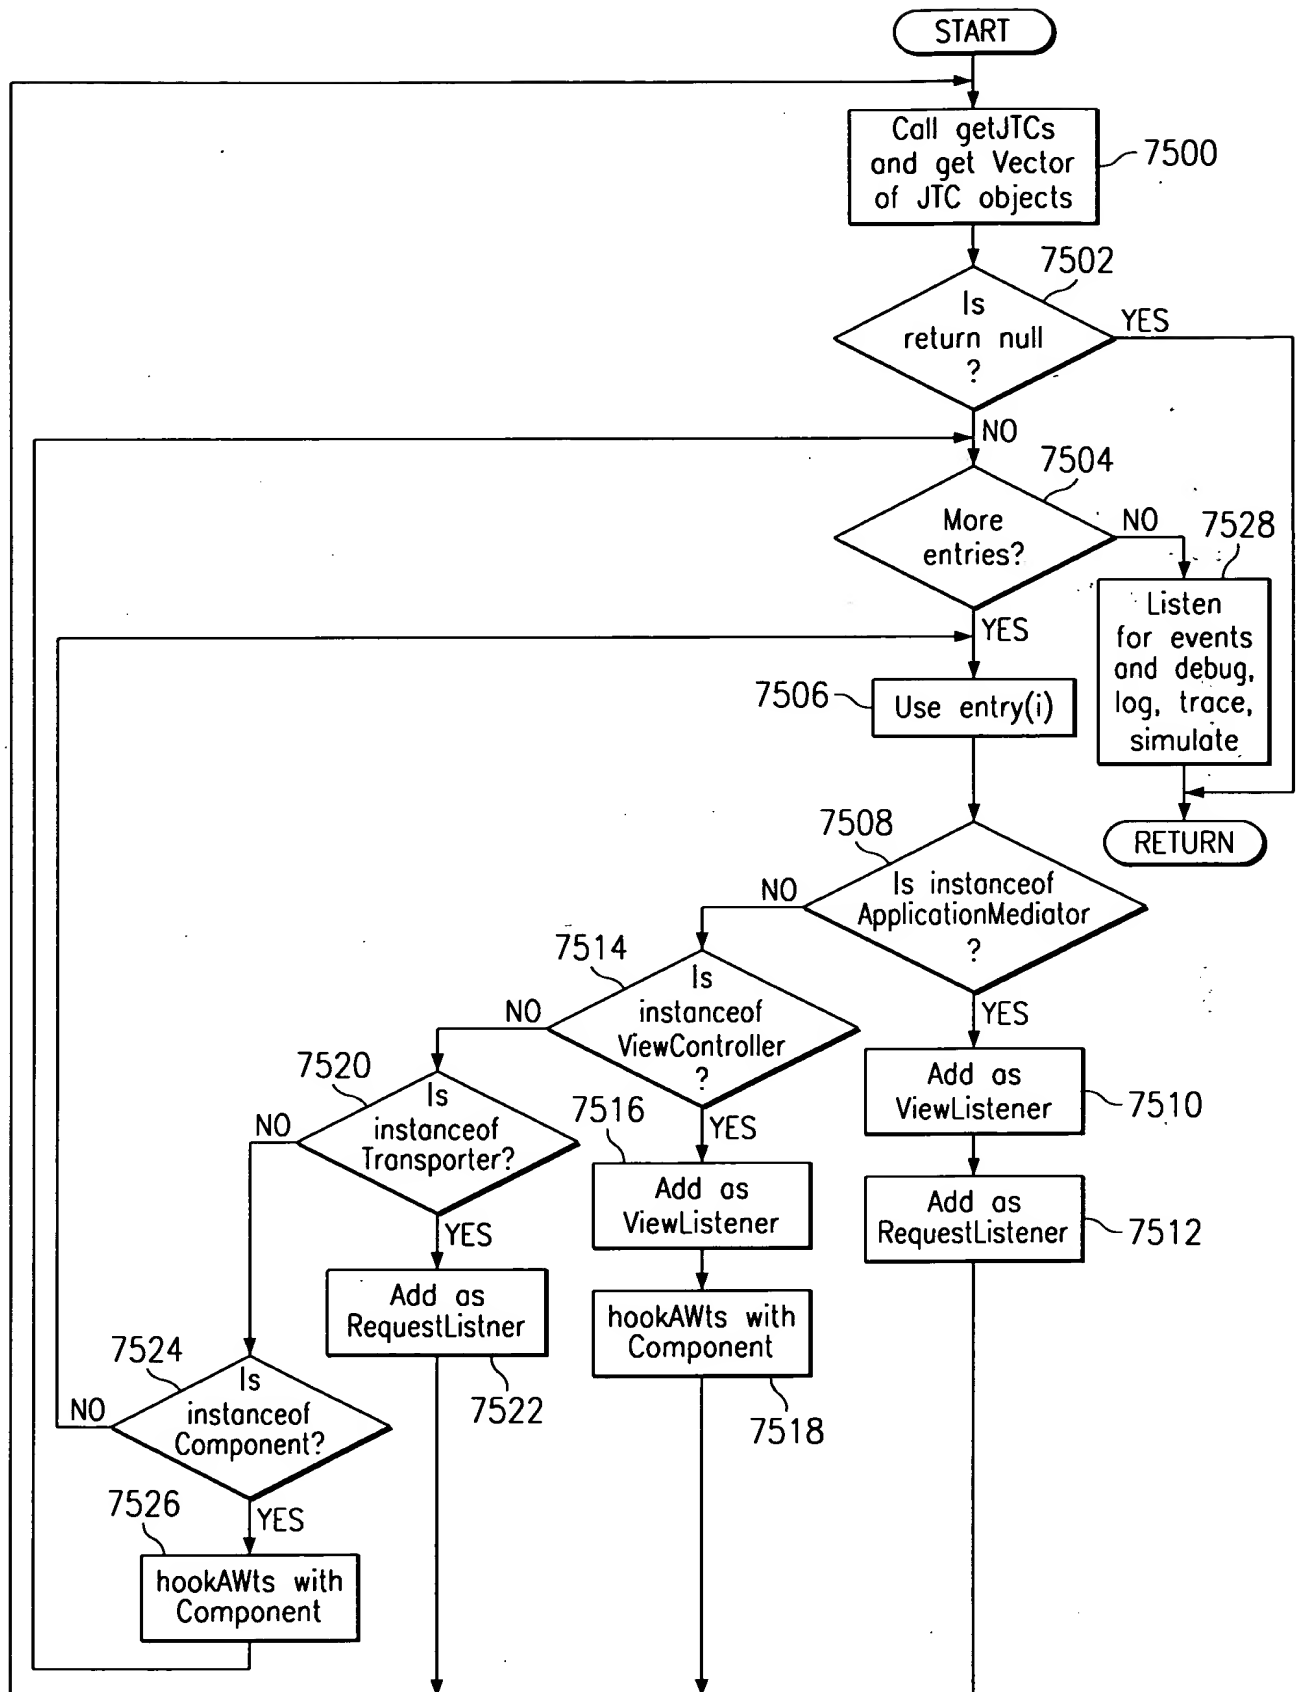 START
Call getJTCs
and get Vector
of JTC objects
7500
7502
Is
return null
?
YES
NO
7504
More
entries?
NO
7528
YES
Listen
for events
and debug,
log, trace,
simulate
7506
Use entry(i)
RETURN
7508
Is instanceof
ApplicationMediator
?
NO
YES
7514
Is
instanceof
ViewController
?
NO
YES
Add as
ViewListener
7510
7520
Is
instanceof
Transporter?
NO
YES
7516
Add as
ViewListener
Add as
RequestListener
7512
Add as
RequestListner
7522
hookAWts with
Component
7518
7524
Is
instanceof
Component?
NO
YES
7526
hookAWts with
Component